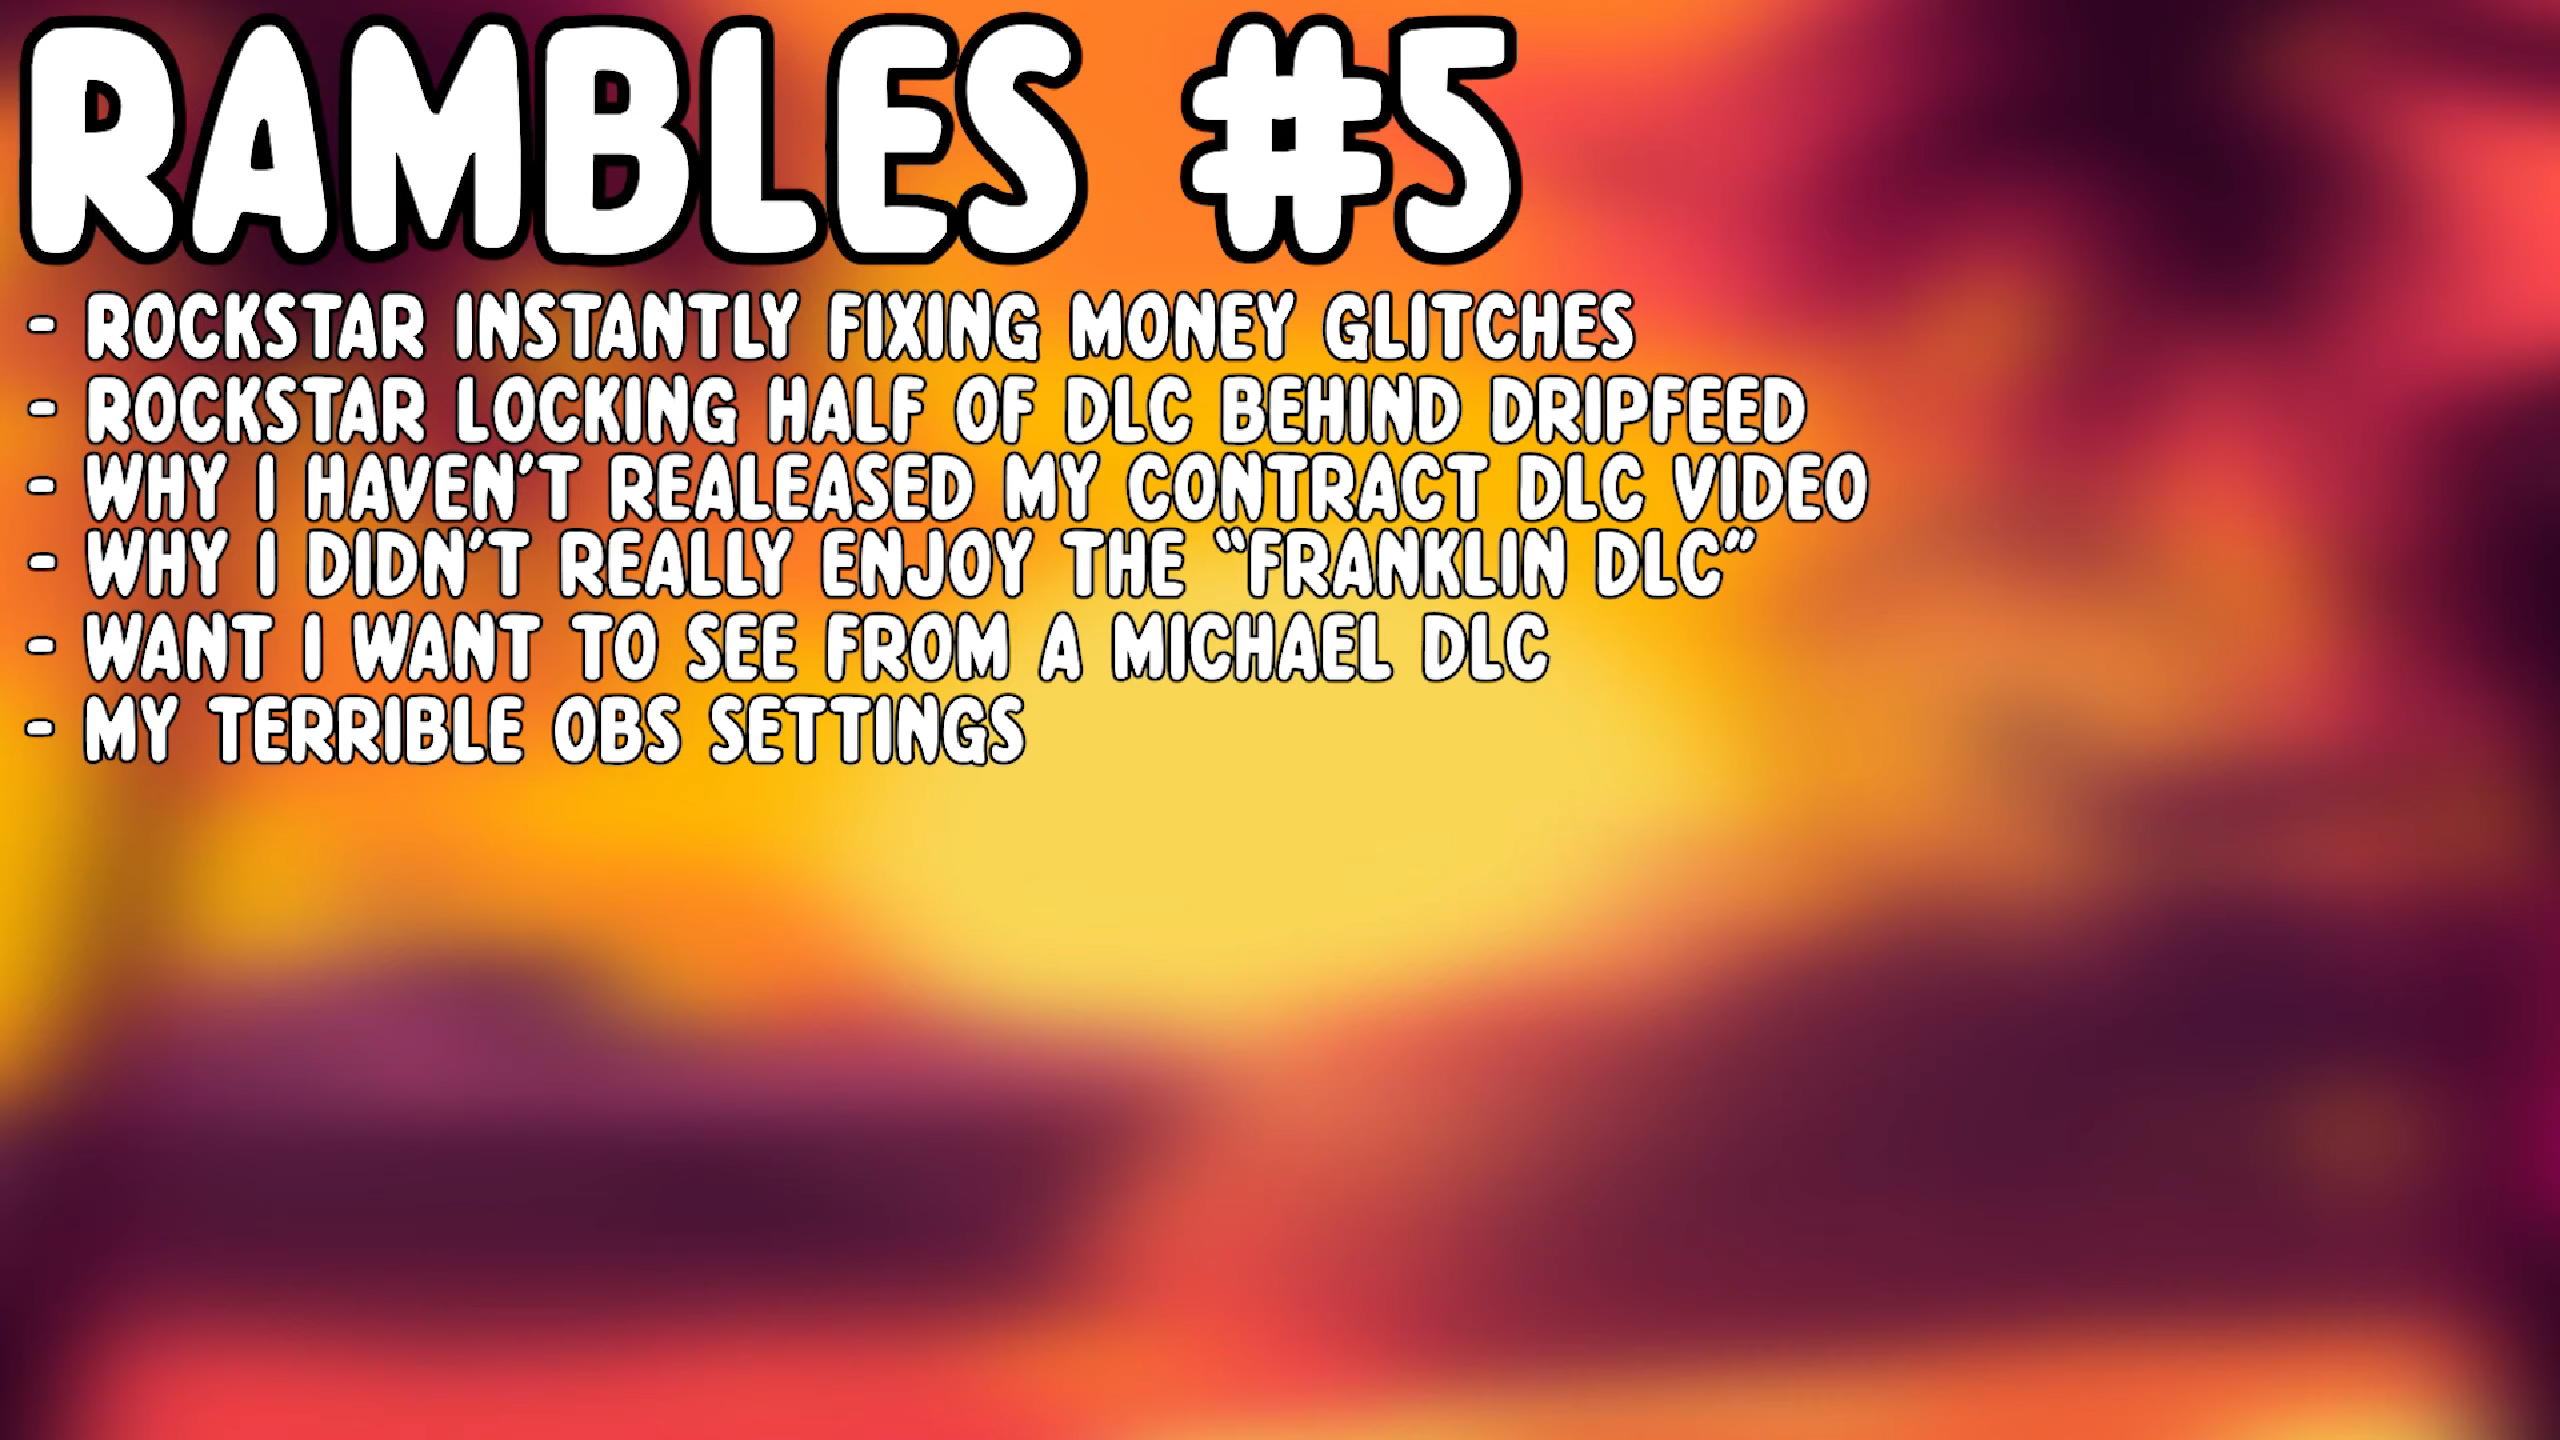 RAMBLES #5
- ROCKSTAR INSTANTLY FIXING MONEY GLITCHES
- ROCKSTAR LOCKING HALF OF DLC BEHIND DRIPFEED
- WHY I HAVEN'T REALEASED MY CONTRACT DLC VIDEO
- WHY I DIDN'T REALLY ENJOY THE "FRANKLIN DLC"
- WANT I WANT TO SEE FROM A MICHAEL DLC
- MY TERRIBLE OBS SETTINGS